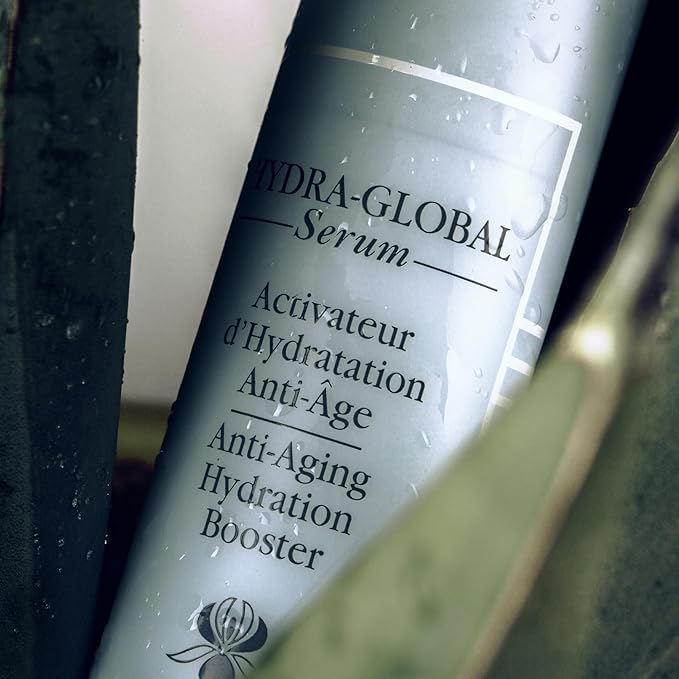 HYDRA-GLOBAL
Serum
Activateur
d'Hydratation
Anti-Âge
Anti-Aging
Hydration
Booster